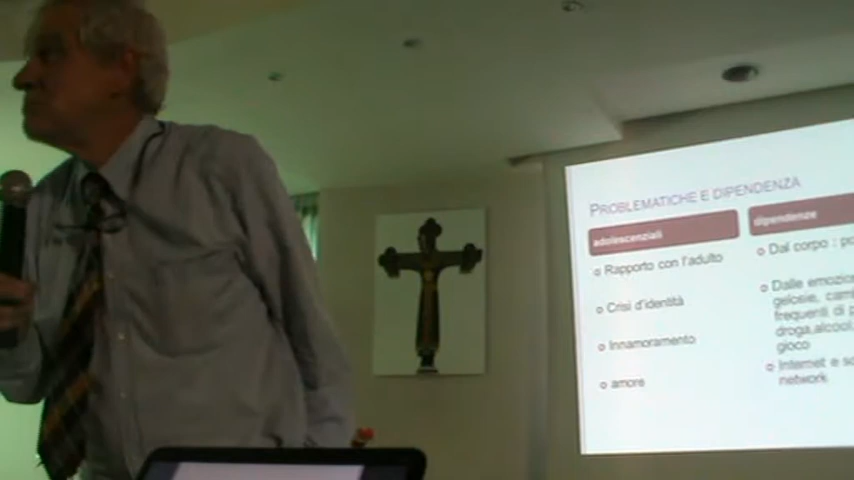 PROBLEMATICHE E DIPENDENZA
adolescenziali
Rapporto con l'adulto
Crisi d'identità
Innamoramento
amore
dipendenze
Dal corpo :
Dalle
gelosie,
frequenti di
droga,alcool
gioco
Internet e
network